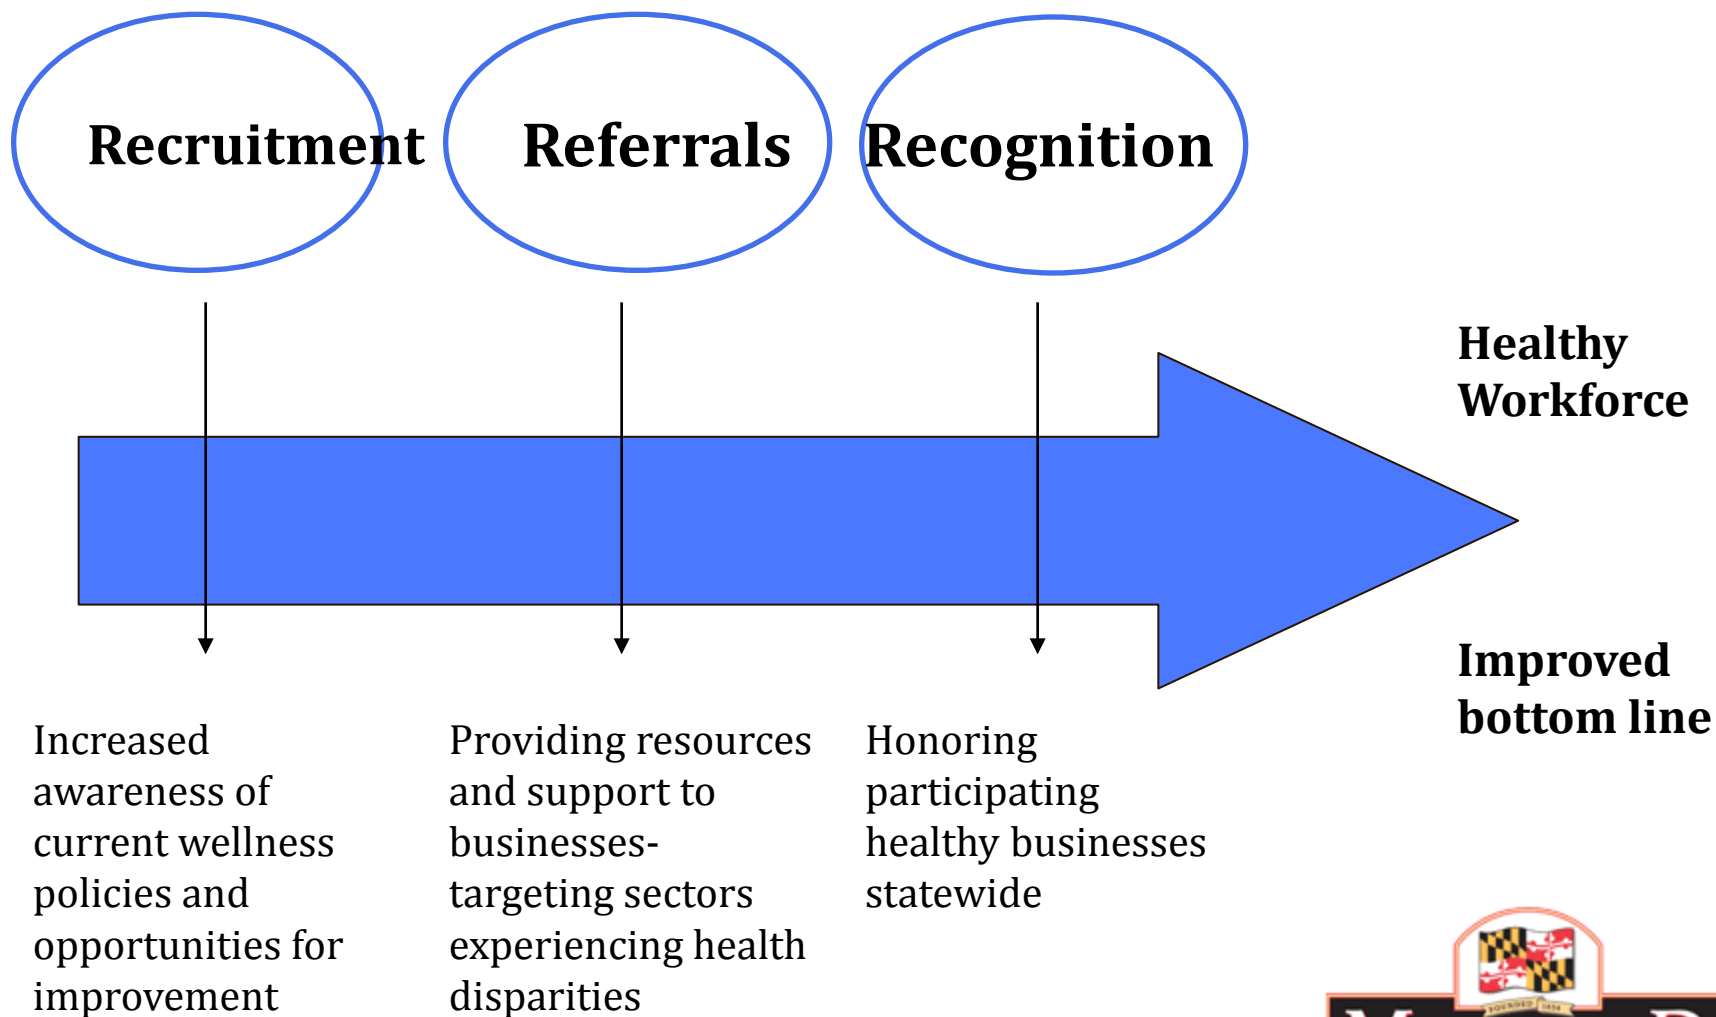 Recruitment
Referrals
Recognition
Healthy
Workforce
Improved
bottom line
Increased
awareness of
current wellness
policies and
opportunities for
improvement
Providing resources
and support to
businesses-
targeting sectors
experiencing health
disparities
Honoring
participating
healthy businesses
statewide